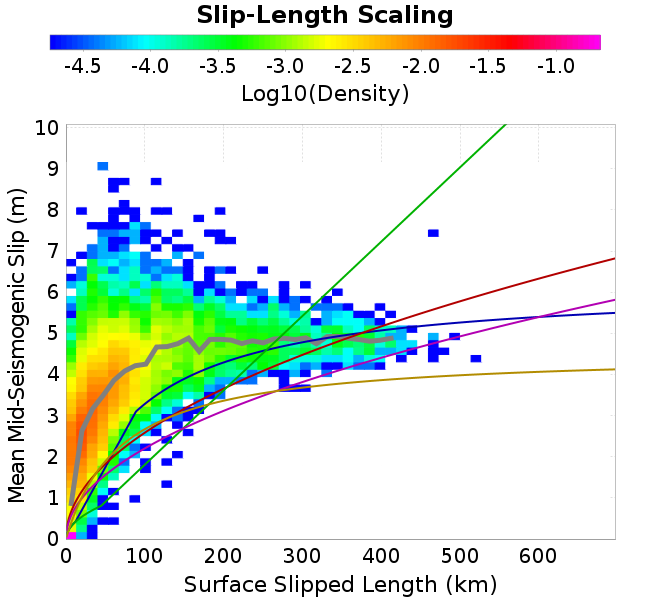 Slip-Length Scaling
-4.5 -4.0 -3.5 -3.0 -2.5 -2.0 -1.5 -1.0
Log10(Density)
10
9
8
7
6
5
4
3
2
1
0
Mean Mid-Seismogenic Slip (m)
0 100 200 300 400 500 600
Surface Slipped Length (km)